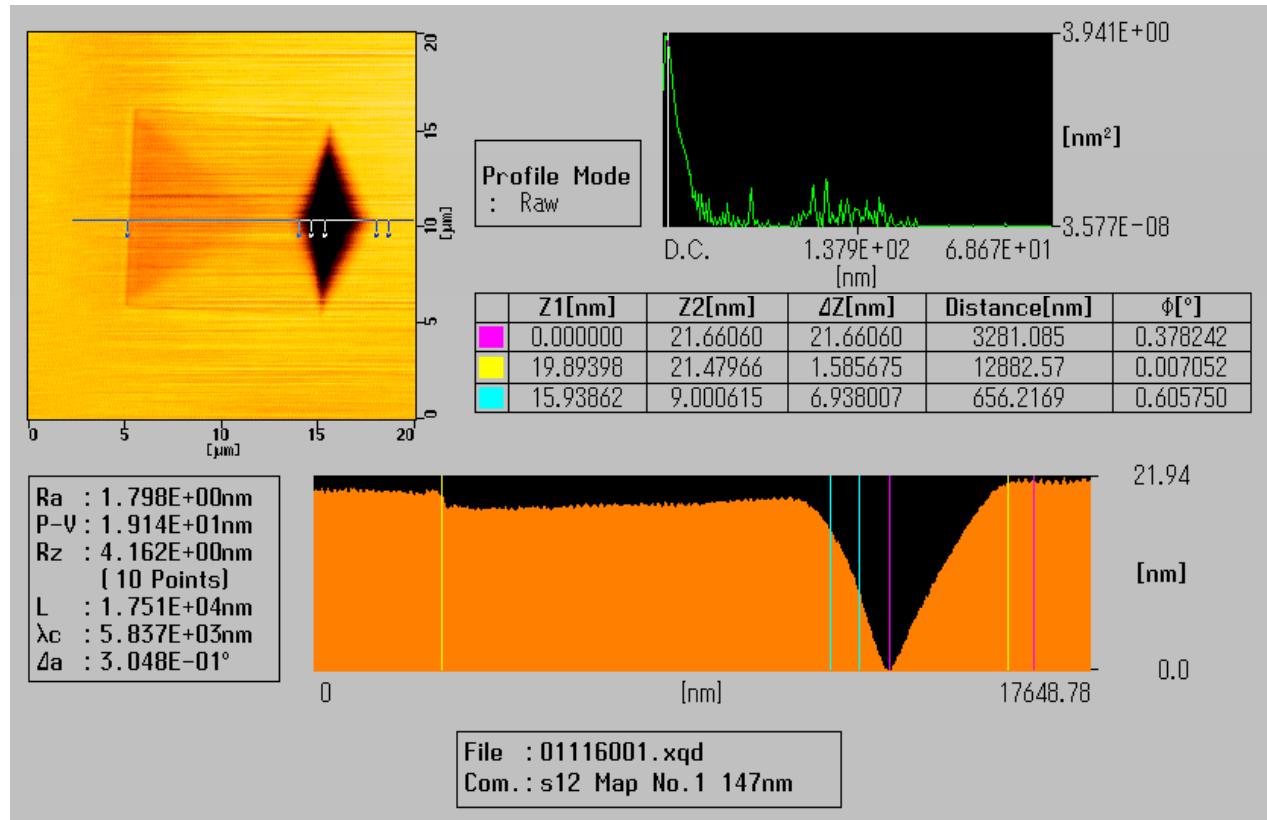 20
15
10
[μm]
5
0
0 5 10 15 20
[μm]
Profile Mode
: Raw
3.941E+00
[nm²]
3.577E-08
D.C. 1.379E+02 6.867E+01
[nm]
Z1[nm] Z2[nm] ΔZ[nm] Distance[nm] Φ[°]
0.000000 21.66060 21.66060 3281.085 0.378242
19.89398 21.47966 1.585675 12882.57 0.007052
15.93862 9.000615 6.938007 656.2169 0.605750
Ra : 1.798E+00nm
P-V : 1.914E+01nm
Rz : 4.162E+00nm
(10 Points)
L : 1.751E+04nm
λc : 5.837E+03nm
Δa : 3.048E-01°
21.94
[nm]
0.0
0 [nm] 17648.78
File : 01116001.xqd
Com. : s12 Map No.1 147nm